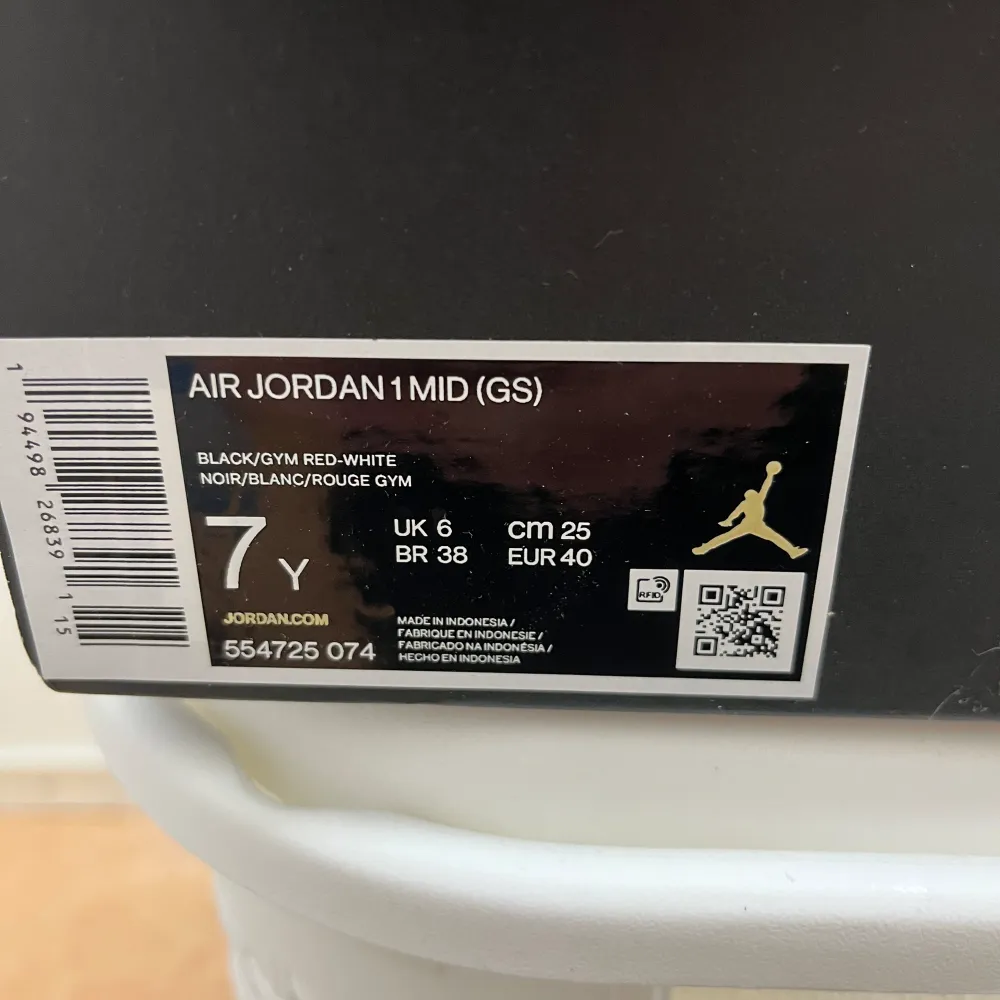 AIR JORDAN 1 MID (GS)
BLACK/GYM RED-WHITE
NOIR/BLANC/ROUGE GYM
7 Y
UK 6 cm 25
BR 38 EUR 40
JORDAN.COM
554725 074
MADE IN INDONESIA /
FABRIQUE EN INDONESIE /
FABRICADO NA INDONÉSIA /
HECHO EN INDONESIA
RFID
1 94498 26839 1 15